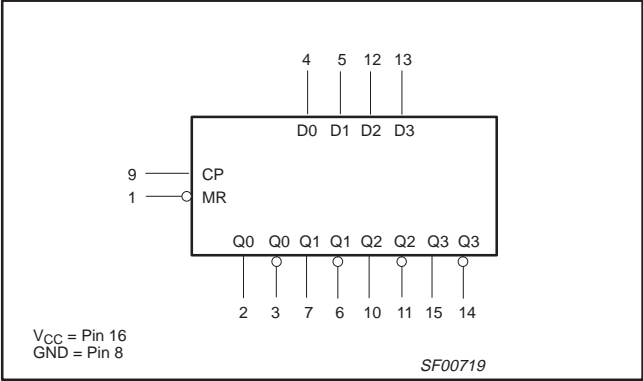 4 5 12 13
D0 D1 D2 D3
9 CP
1 MR
Q0 Q0 Q1 Q1 Q2 Q2 Q3 Q3
2 3 7 6 10 11 15 14
VCC = Pin 16
GND = Pin 8
SF00719